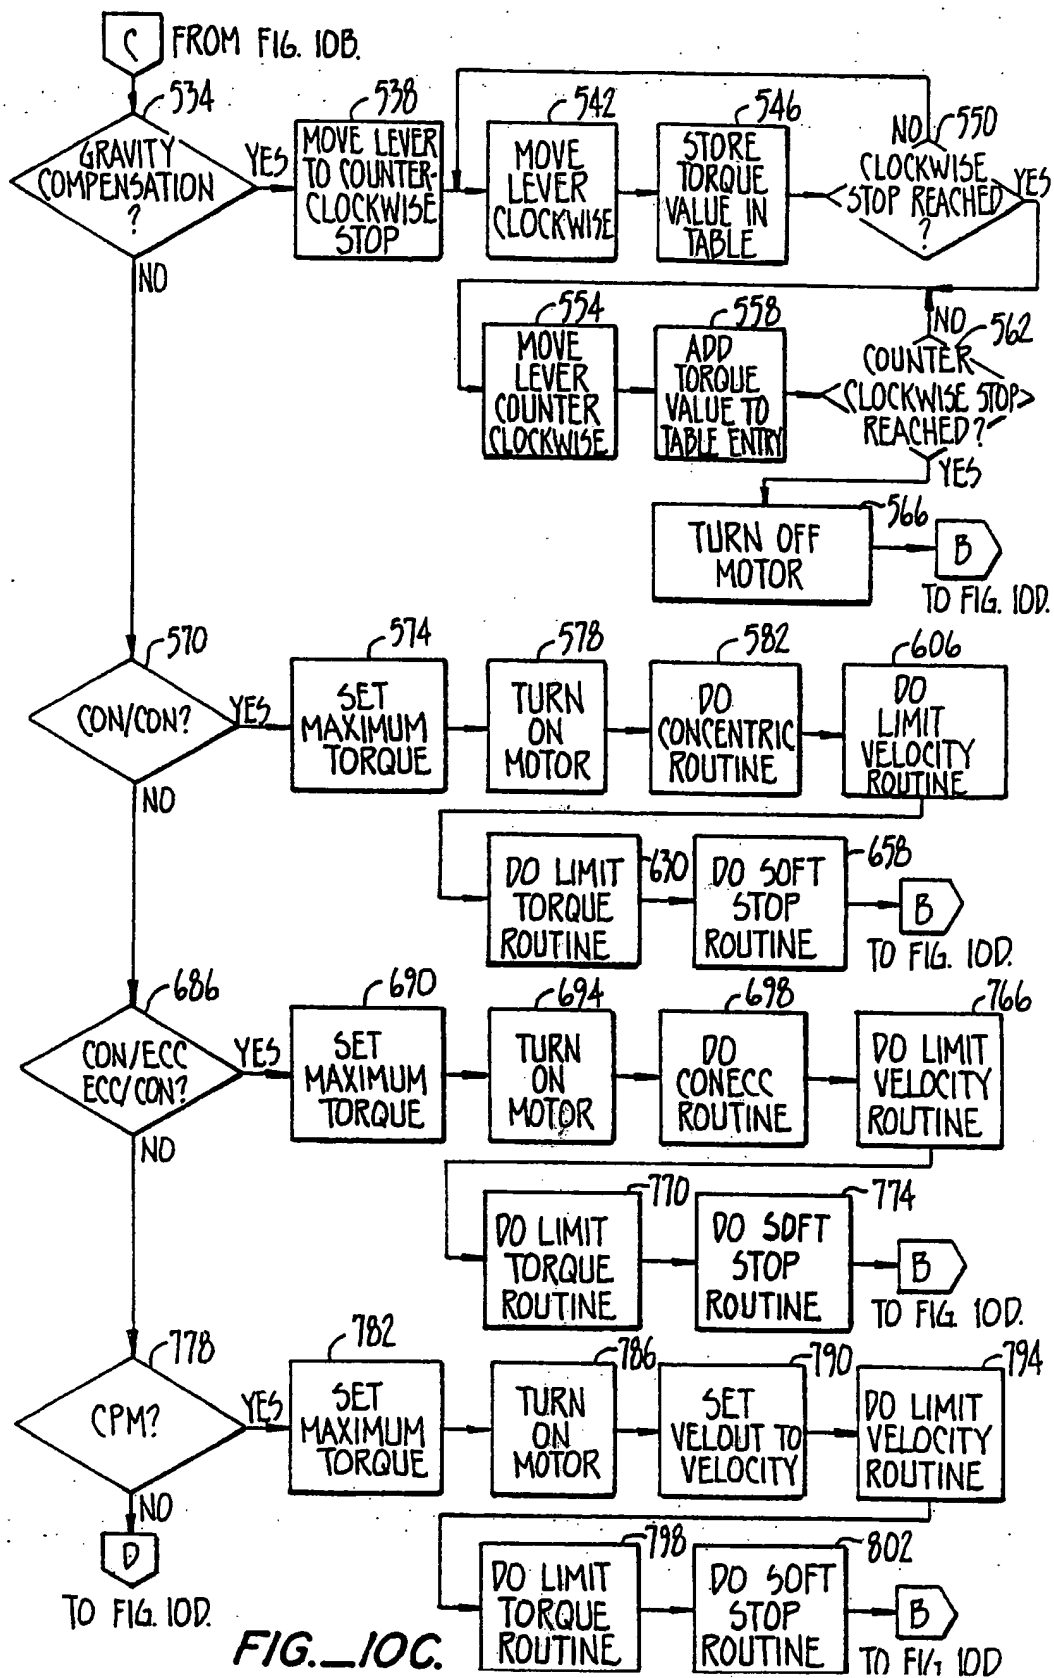 C FROM FIG. 10B.
534
GRAVITY
COMPENSATION
?
YES
NO
538
MOVE LEVER
TO COUNTER-
CLOCKWISE
STOP
542
MOVE
LEVER
CLOCKWISE
546
STORE
TORQUE
VALUE IN
TABLE
NO 550
CLOCKWISE
STOP REACHED
?
YES
554
MOVE
LEVER
COUNTER
CLOCKWISE
558
ADD
TORQUE
VALUE TO
TABLE ENTRY
NO 562
COUNTER
CLOCKWISE STOP
REACHED?
YES
566
TURN OFF
MOTOR
B
TO FIG. 10D.
570
CON/CON?
YES
NO
574
SET
MAXIMUM
TORQUE
578
TURN
ON
MOTOR
582
DO
CONCENTRIC
ROUTINE
606
DO
LIMIT
VELOCITY
ROUTINE
630
DO LIMIT
TORQUE
ROUTINE
658
DO SOFT
STOP
ROUTINE
B
TO FIG. 10D.
686
CON/ECC
ECC/CON?
YES
NO
690
SET
MAXIMUM
TORQUE
694
TURN
ON
MOTOR
698
DO
CONECC
ROUTINE
766
DO LIMIT
VELOCITY
ROUTINE
770
DO LIMIT
TORQUE
ROUTINE
774
DO SOFT
STOP
ROUTINE
B
TO FIG. 10D.
778
CPM?
YES
NO
782
SET
MAXIMUM
TORQUE
786
TURN
ON
MOTOR
790
SET
VELOUT TO
VELOCITY
794
DO LIMIT
VELOCITY
ROUTINE
798
DO LIMIT
TORQUE
ROUTINE
802
DO SOFT
STOP
ROUTINE
B
TO FIG. 10D
D
TO FIG. 10D.
FIG._10C.